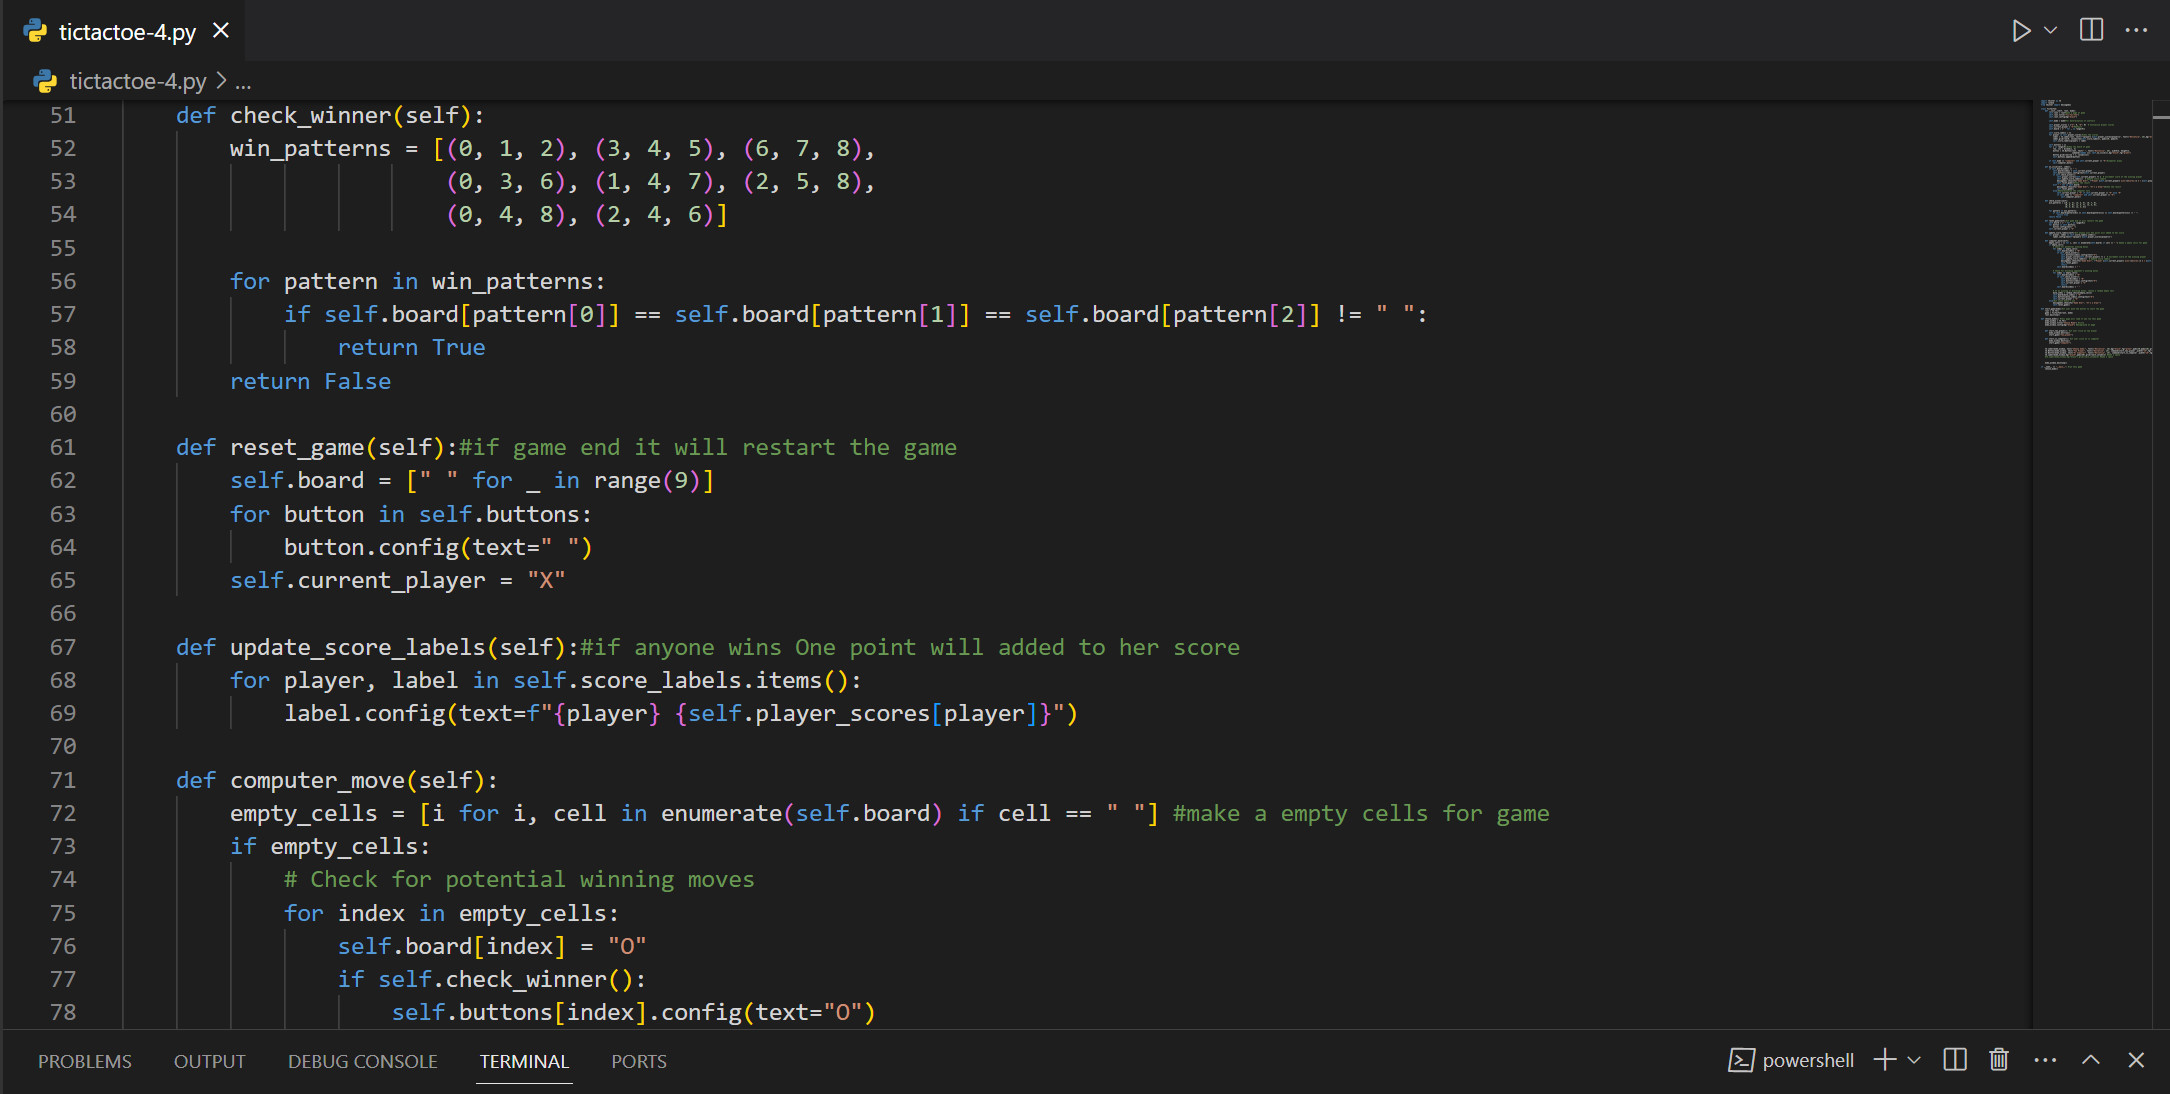 tictactoe-4.py
tictactoe-4.py > ...
51 def check_winner(self):
52 win_patterns = [(0, 1, 2), (3, 4, 5), (6, 7, 8),
53 (0, 3, 6), (1, 4, 7), (2, 5, 8),
54 (0, 4, 8), (2, 4, 6)]
55
56 for pattern in win_patterns:
57 if self.board[pattern[0]] == self.board[pattern[1]] == self.board[pattern[2]] != " ":
58 return True
59 return False
60
61 def reset_game(self):#if game end it will restart the game
62 self.board = [" " for _ in range(9)]
63 for button in self.buttons:
64 button.config(text=" ")
65 self.current_player = "X"
66
67 def update_score_labels(self):#if anyone wins One point will added to her score
68 for player, label in self.score_labels.items():
69 label.config(text=f"{player} {self.player_scores[player]}")
70
71 def computer_move(self):
72 empty_cells = [i for i, cell in enumerate(self.board) if cell == " "] #make a empty cells for game
73 if empty_cells:
74 # Check for potential winning moves
75 for index in empty_cells:
76 self.board[index] = "O"
77 if self.check_winner():
78 self.buttons[index].config(text="O")
PROBLEMS OUTPUT DEBUG CONSOLE TERMINAL PORTS powershell